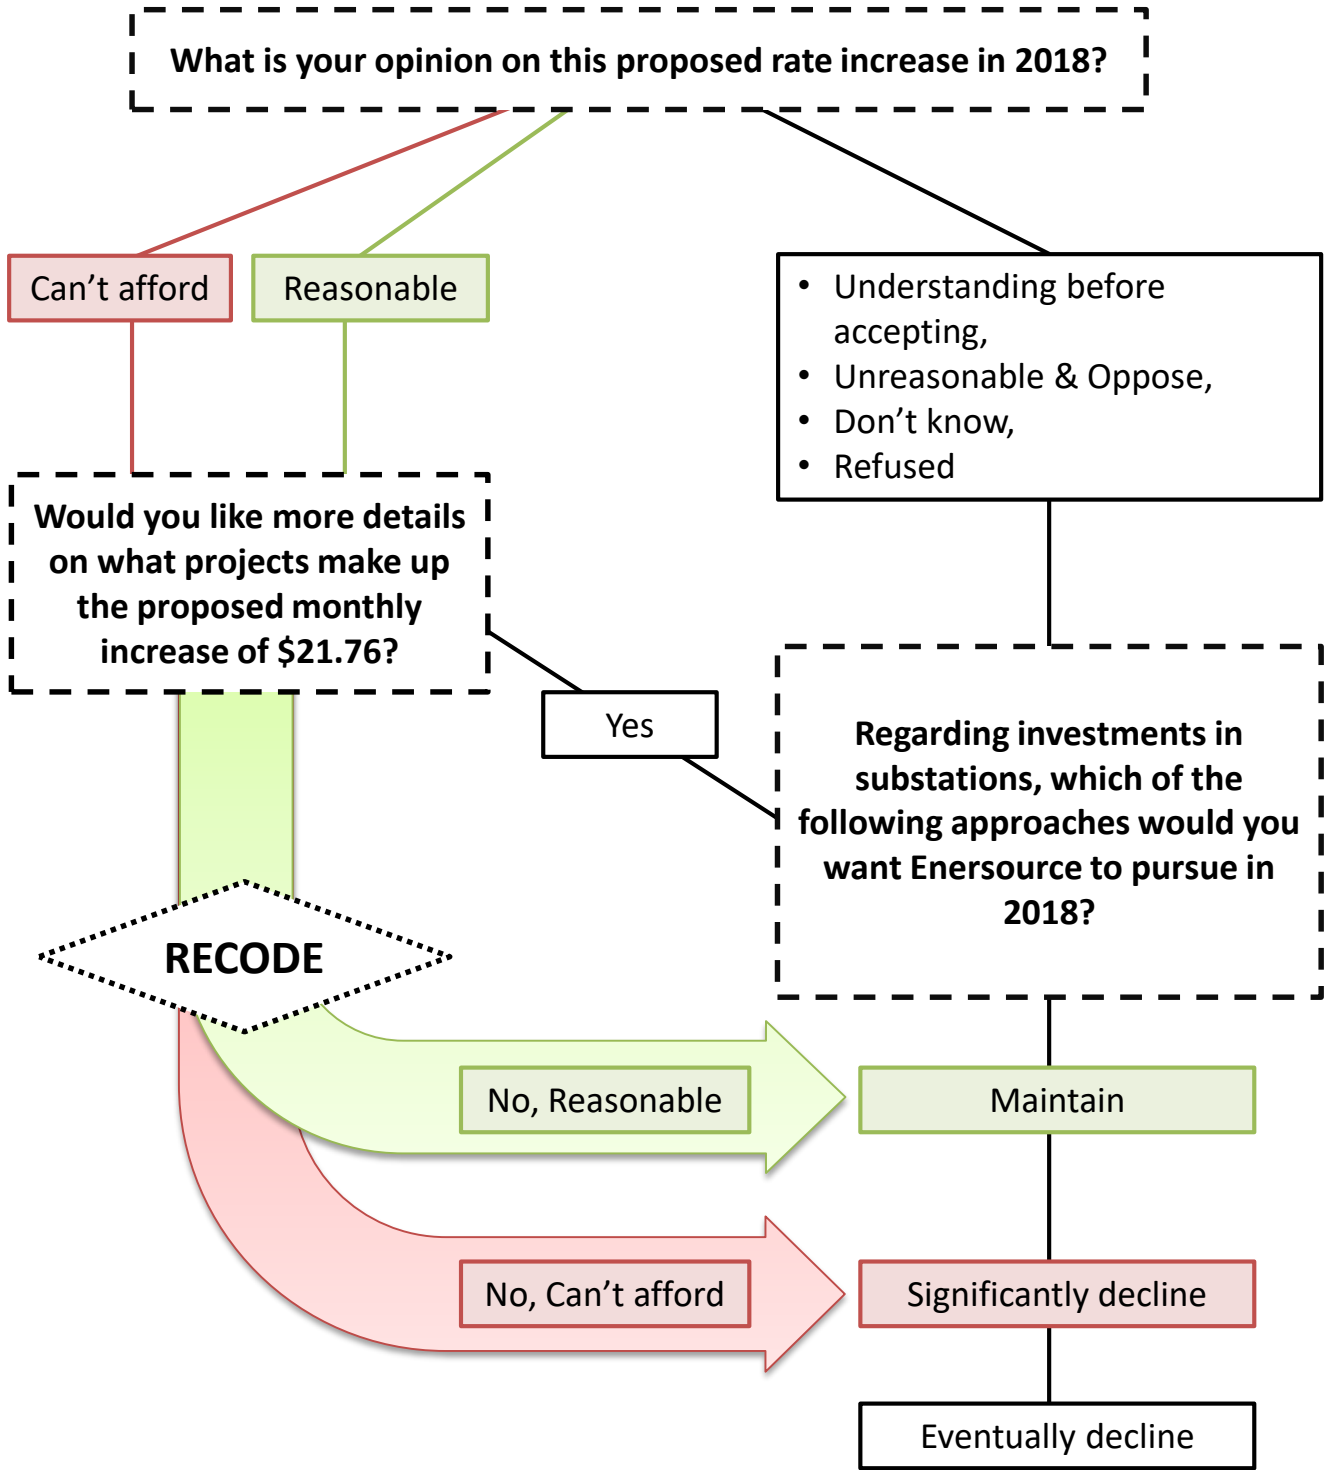 What is your opinion on this proposed rate increase in 2018?
Can't afford
Reasonable
• Understanding before
accepting,
• Unreasonable & Oppose,
• Don't know,
• Refused
Would you like more details
on what projects make up
the proposed monthly
increase of $21.76?
Yes
Regarding investments in
substations, which of the
following approaches would you
want Enersource to pursue in
2018?
RECODE
No, Reasonable
Maintain
No, Can't afford
Significantly decline
Eventually decline